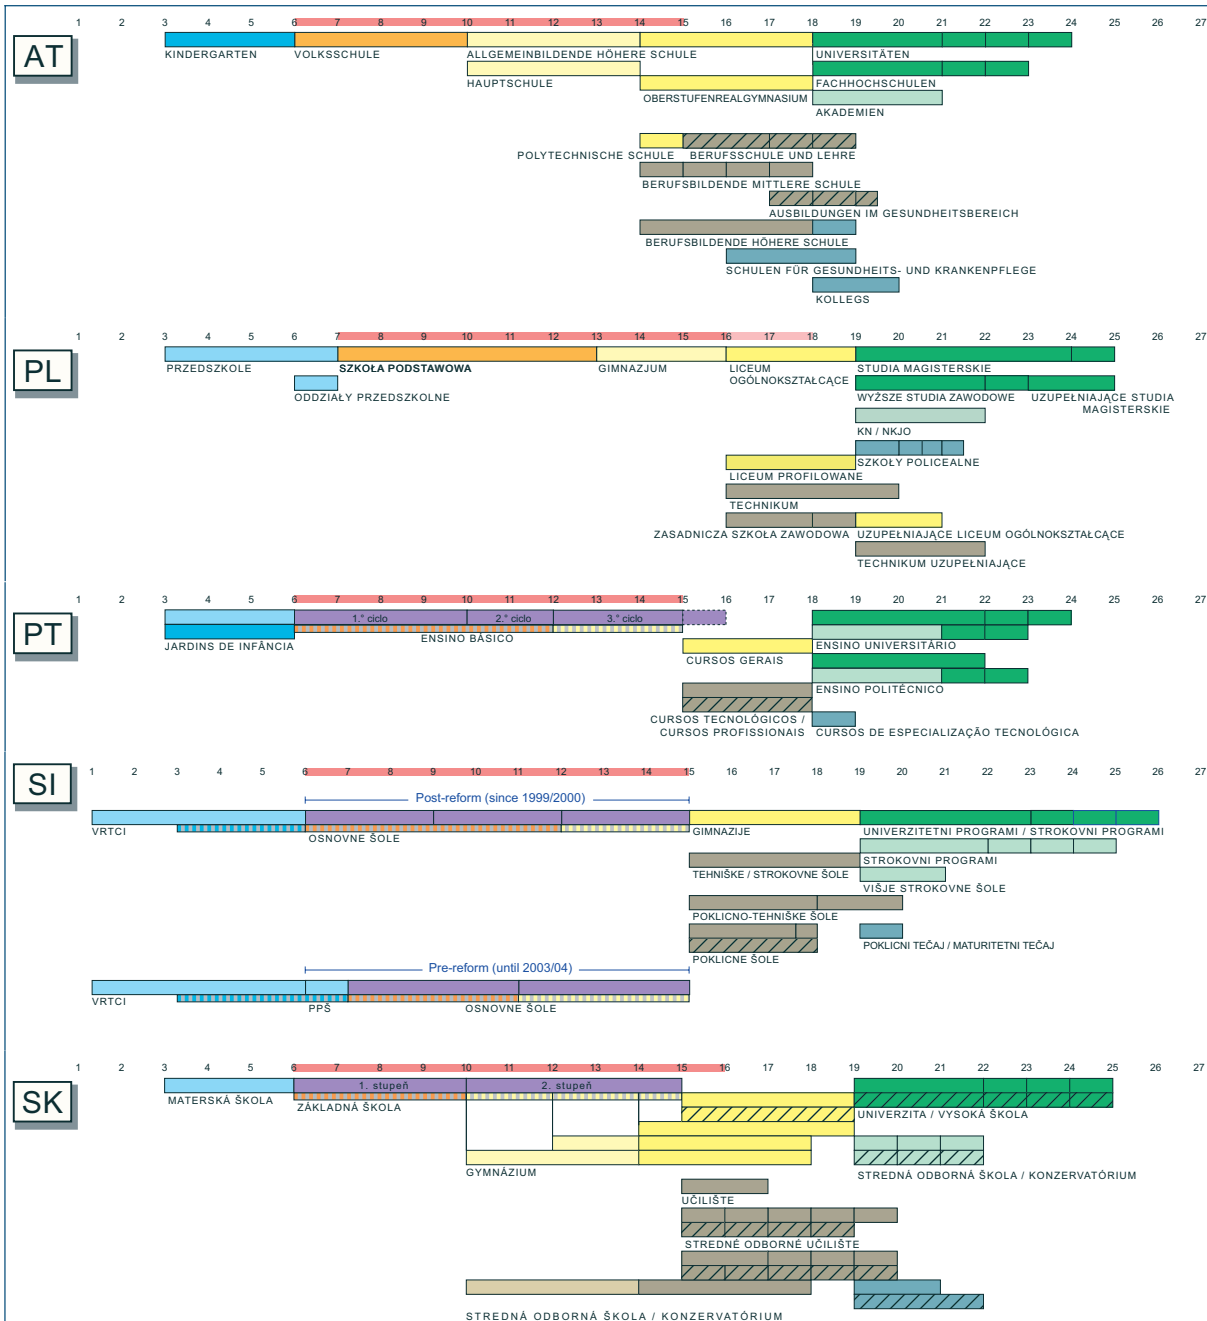 1 2 3 4 5 6 7 8 9 10 11 12 13 14 15 16 17 18 19 20 21 22 23 24 25 26 27
AT
KINDERGARTEN VOLKSSCHULE ALLGEMEINBILDENDE HÖHERE SCHULE UNIVERSITÄTEN
HAUPTSCHULE FACHHOCHSCHULEN
OBERSTUFENREALGYMNASIUM
AKADEMIEN
POLYTECHNISCHE SCHULE BERUFSSCHULE UND LEHRE
BERUFSBILDENDE MITTLERE SCHULE
AUSBILDUNGEN IM GESUNDHEITSBEREICH
BERUFSBILDENDE HÖHERE SCHULE
SCHULEN FÜR GESUNDHEITS- UND KRANKENPFLEGE
KOLLEGS
1 2 3 4 5 6 7 8 9 10 11 12 13 14 15 16 17 18 19 20 21 22 23 24 25 26 27
PL
PRZEDSZKOLE SZKOŁA PODSTAWOWA GIMNAZJUM LICEUM STUDIA MAGISTERSKIE
OGÓLNOKSZTAŁCĄCE
ODDZIAŁY PRZEDSZKOLNE WYŻSZE STUDIA ZAWODOWE UZUPEŁNIAJĄCE STUDIA
MAGISTERSKIE
KN / NKJO
SZKOŁY POLICEALNE
LICEUM PROFILOWANE
TECHNIKUM
ZASADNICZA SZKOŁA ZAWODOWA UZUPEŁNIAJĄCE LICEUM OGÓLNOKSZTAŁCĄCE
TECHNIKUM UZUPEŁNIAJĄCE
1 2 3 4 5 6 7 8 9 10 11 12 13 14 15 16 17 18 19 20 21 22 23 24 25 26 27
PT
1.° ciclo 2.° ciclo 3.° ciclo
ENSINO BÁSICO
JARDINS DE INFÂNCIA ENSINO UNIVERSITÁRIO
CURSOS GERAIS
ENSINO POLITÉCNICO
CURSOS TECNOLÓGICOS /
CURSOS PROFISSIONAIS CURSOS DE ESPECIALIZAÇÃO TECNOLÓGICA
SI
1 2 3 4 5 6 7 8 9 10 11 12 13 14 15 16 17 18 19 20 21 22 23 24 25 26 27
Post-reform (since 1999/2000)
VRTCI OSNOVNE ŠOLE GIMNAZIJE UNIVERZITETNI PROGRAMI / STROKOVNI PROGRAMI
STROKOVNI PROGRAMI
TEHNIŠKE / STROKOVNE ŠOLE
VIŠJE STROKOVNE ŠOLE
POKLICNO-TEHNIŠKE ŠOLE
POKLICNI TEČAJ / MATURITETNI TEČAJ
POKLICNE ŠOLE
Pre-reform (until 2003/04)
VRTCI PPŠ OSNOVNE ŠOLE
1 2 3 4 5 6 7 8 9 10 11 12 13 14 15 16 17 18 19 20 21 22 23 24 25 26 27
SK
1. stupeň 2. stupeň
MATERSKÁ ŠKOLA ZÁKLADNÁ ŠKOLA UNIVERZITA / VYSOKÁ ŠKOLA
GYMNÁZIUM STREDNÁ ODBORNÁ ŠKOLA / KONZERVATÓRIUM
UČILIŠTE
STREDNÉ ODBORNÉ UČILIŠTE
STREDNÁ ODBORNÁ ŠKOLA / KONZERVATÓRIUM